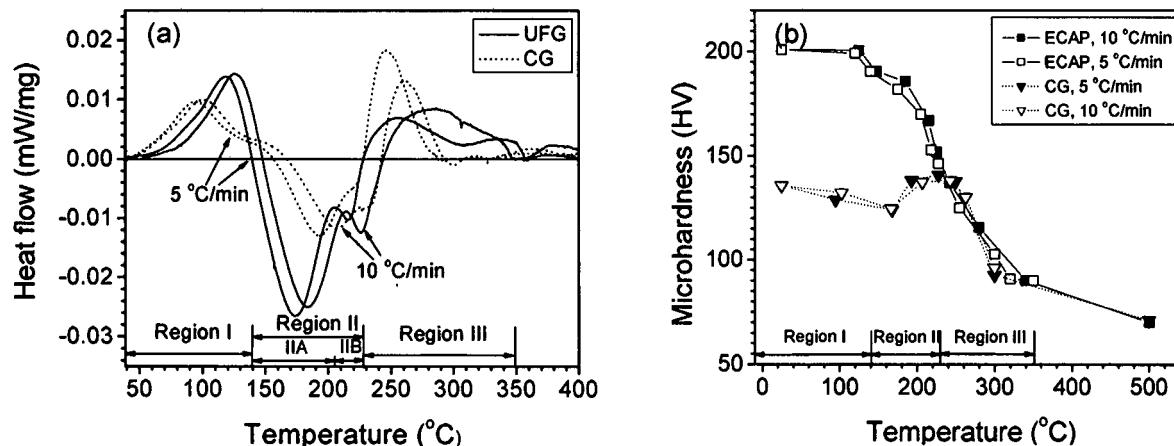 (a)
UFG
CG
Heat flow (mW/mg)
0.02
0.01
0.00
-0.01
-0.02
-0.03
5 °C/min
10 °C/min
Region I
Region II
Region III
IIA
IIB
50 100 150 200 250 300 350 400
Temperature (°C)
(b)
ECAP, 10 °C/min
ECAP, 5 °C/min
CG, 5 °C/min
CG, 10 °C/min
Microhardness (HV)
200
150
100
50
Region I
Region II
Region III
0 100 200 300 400 500
Temperature (°C)